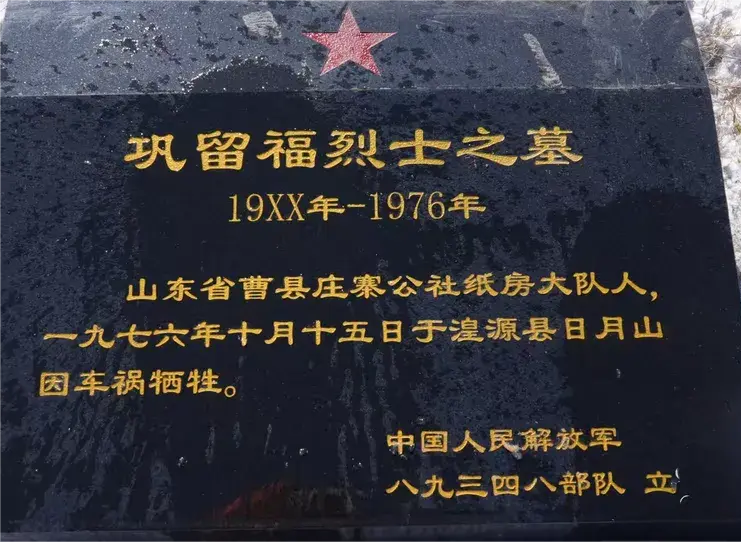 巩留福烈士之墓
19XX年-1976年
山东省曹县庄寨公社纸房大队人，
一九七六年十月十五日于湟源县日月山
因车祸牺牲。
中国人民解放军
八九三四八部队 立